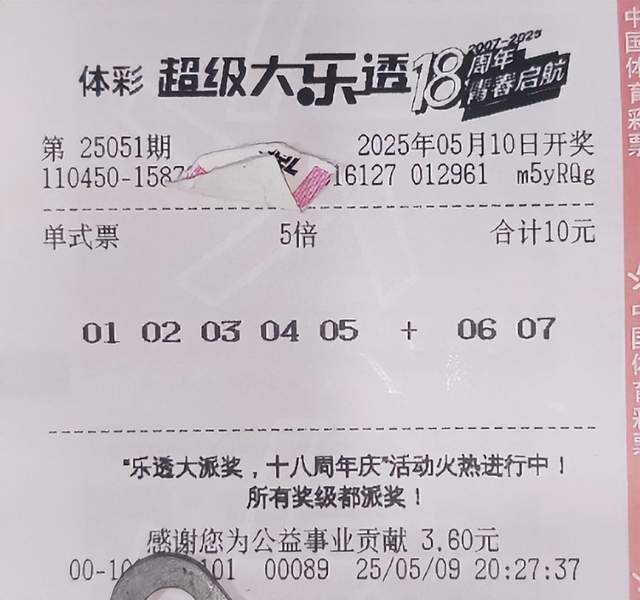 体彩 超级大乐透 18 2007-2025 周年 青春启航
第 25051期 2025年05月10日开奖
110450-1587 16127 012961 m5yRQg
单式票 5倍 合计10元
01 02 03 04 05 + 06 07
“乐透大派奖，十八周年庆”活动火热进行中！
所有奖级都派奖！
感谢您为公益事业贡献 3.60元
00-10 101 00089 25/05/09 20:27:37
中国体育彩票
中国体育彩票